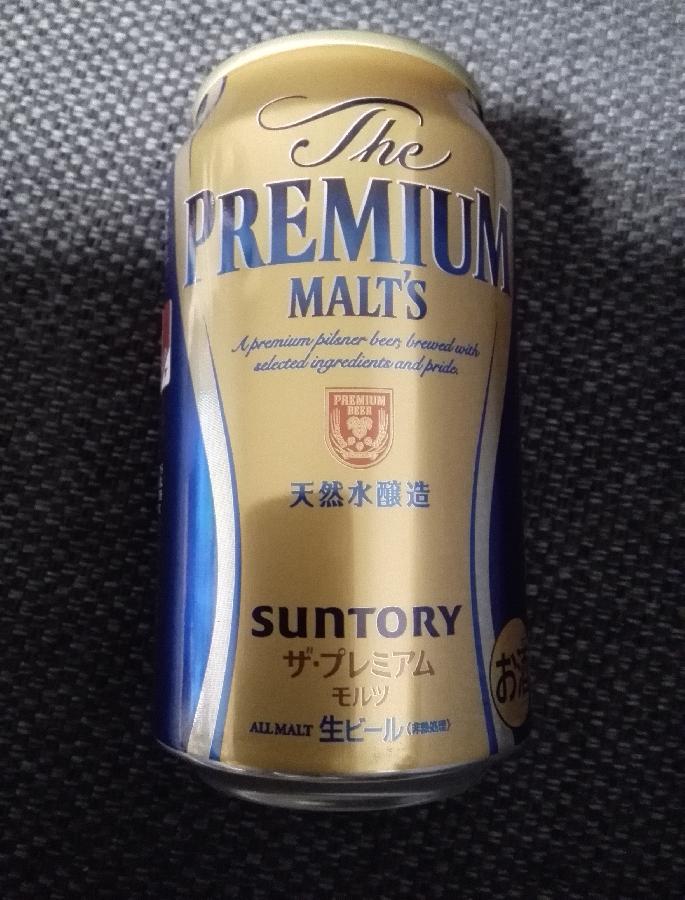 The
PREMIUM
MALT'S
A premium pilsner beer, brewed with
selected ingredients and pride.
PREMIUM
BEER
天然水醸造
SUNTORY
ザ・プレミアム
モルツ
ALL MALT 生ビール(非熱処理)
お酒